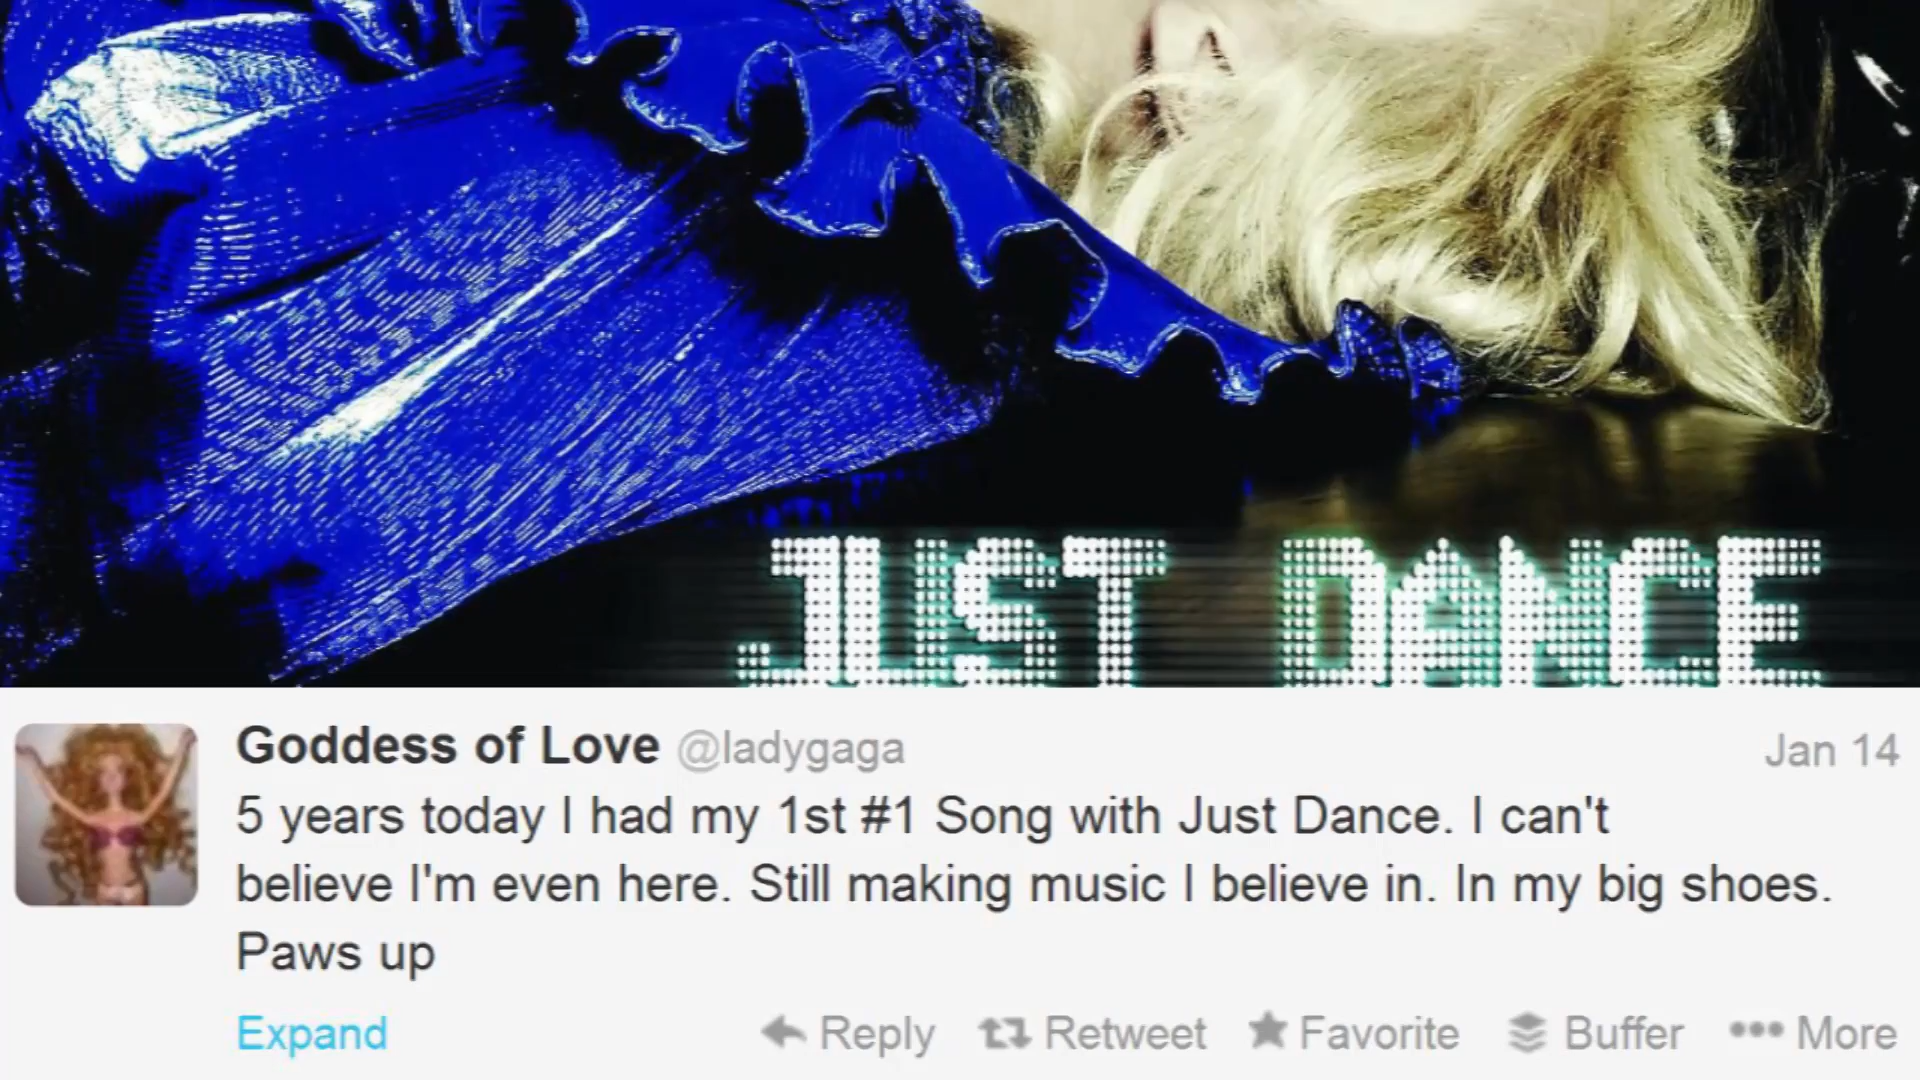 JUST DANCE
Goddess of Love @ladygaga Jan 14
5 years today I had my 1st #1 Song with Just Dance. I can't
believe I'm even here. Still making music I believe in. In my big shoes.
Paws up
Expand Reply Retweet Favorite Buffer More